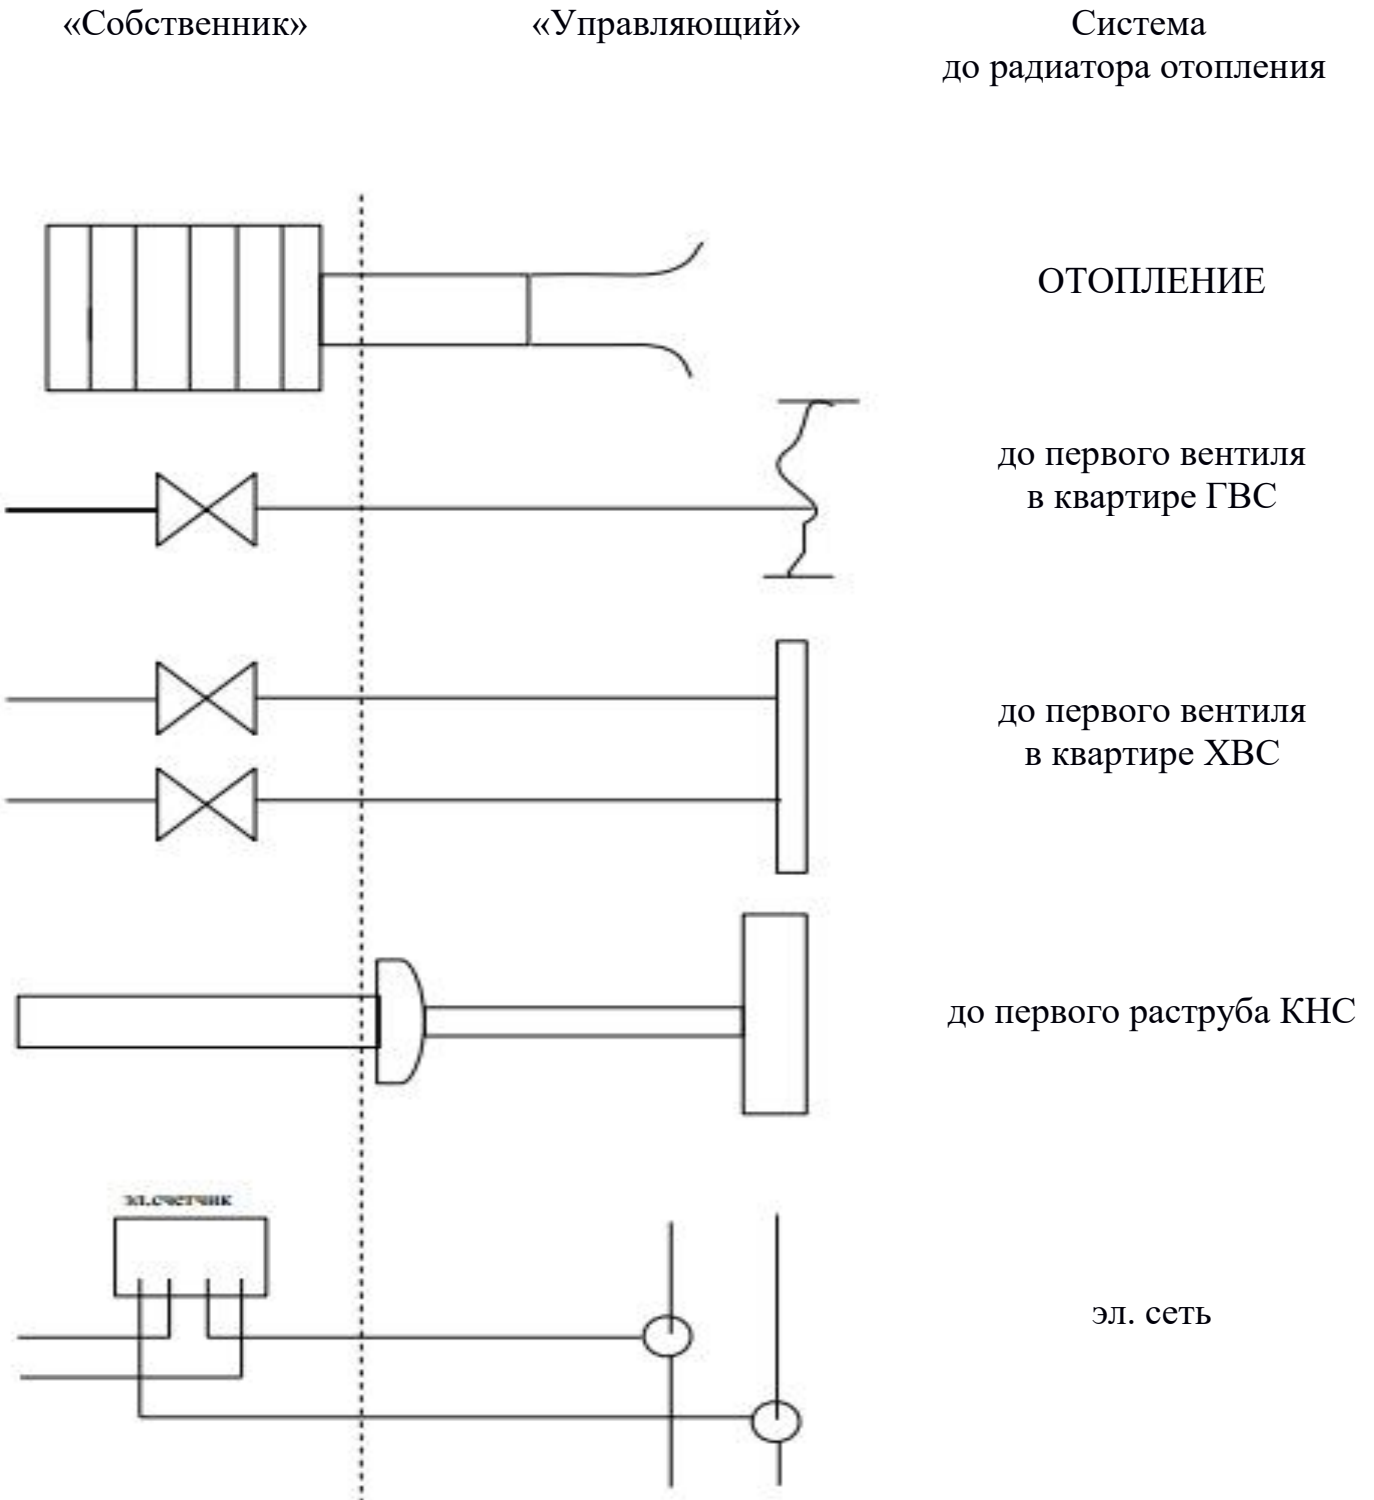 «Собственник» «Управляющий» Система
до радиатора отопления
ОТОПЛЕНИЕ
до первого вентиля
в квартире ГВС
до первого вентиля
в квартире ХВС
до первого раструба КНС
эл.счетчик
эл. сеть